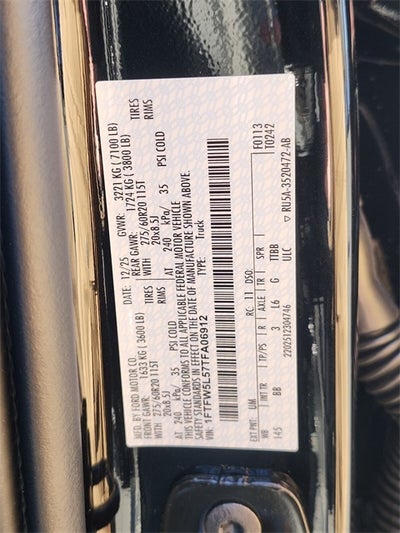 MFD. BY FORD MOTOR CO.
DATE: 12/25 GVWR: 3221 KG ( 7100 LB)
FRONT GAWR: 1633 KG ( 3600 LB) REAR GAWR: 1724 KG ( 3800 LB)
WITH 275/60R20 115T TIRES WITH 275/60R20 115T TIRES
20x8.5J RIMS 20x8.5J RIMS
AT 240 kPa/ 35 PSI COLD AT 240 kPa/ 35 PSI COLD
THIS VEHICLE CONFORMS TO ALL APPLICABLE FEDERAL MOTOR VEHICLE
SAFETY STANDARDS IN EFFECT ON THE DATE OF MANUFACTURE SHOWN ABOVE.
VIN: 1FTFW5L57TFA06912
TYPE: Truck
F0113
T0242
EXT PNT: UM RC: 11 DSO:
WB INT TR TP/PS R AXLE TR SPR
145 BB 3 L6 G TTBB
2202512304746 ULC
▽ RU5A-3520472-AB